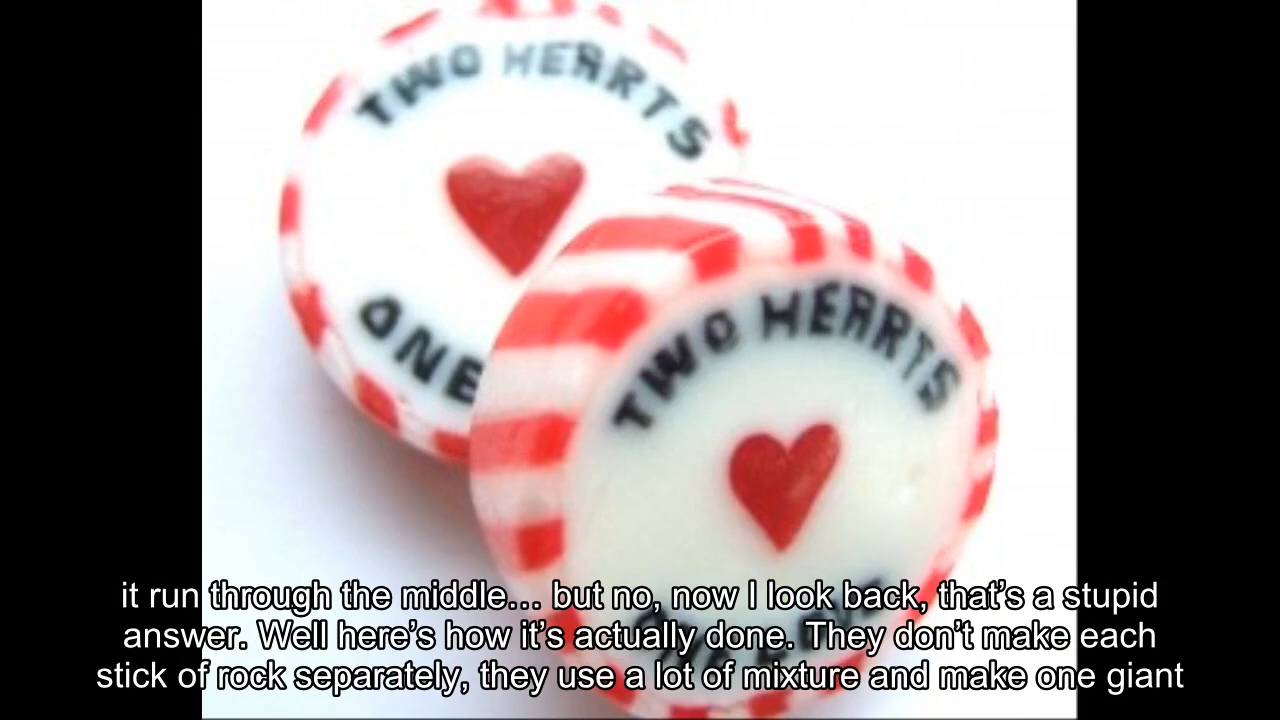 TWO HEARTS
ONE
TWO HEARTS
it run through the middle… but no, now I look back, that’s a stupid
answer. Well here’s how it’s actually done. They don’t make each
stick of rock separately, they use a lot of mixture and make one giant